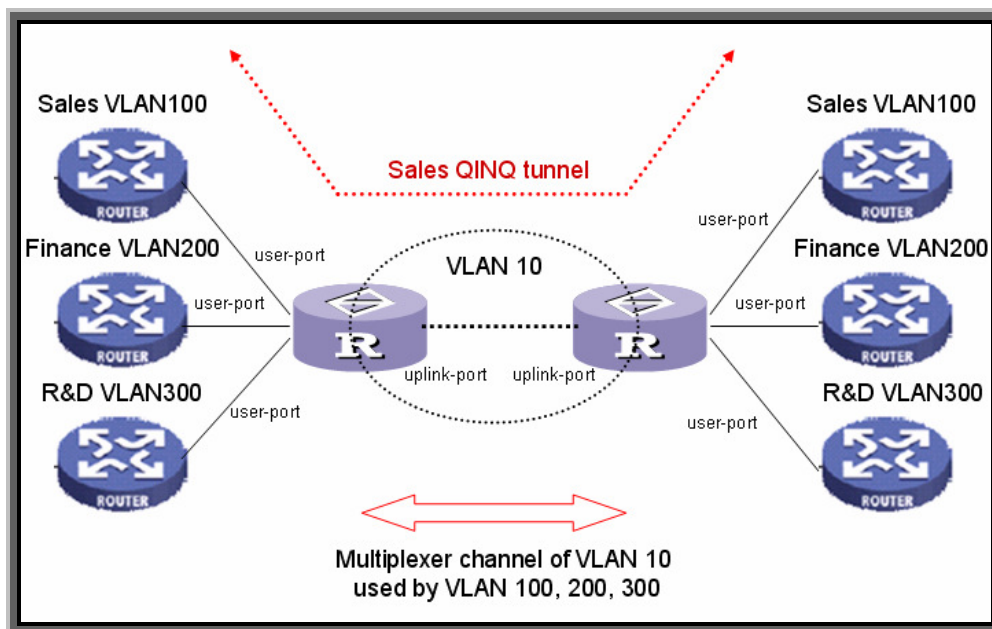 Sales VLAN100
Sales VLAN100
Sales QINQ tunnel
ROUTER
ROUTER
user-port
user-port
Finance VLAN200
VLAN 10
Finance VLAN200
user-port
user-port
ROUTER
R
R
ROUTER
uplink-port
uplink-port
R&D VLAN300
R&D VLAN300
user-port
user-port
ROUTER
ROUTER
Multiplexer channel of VLAN 10
used by VLAN 100, 200, 300